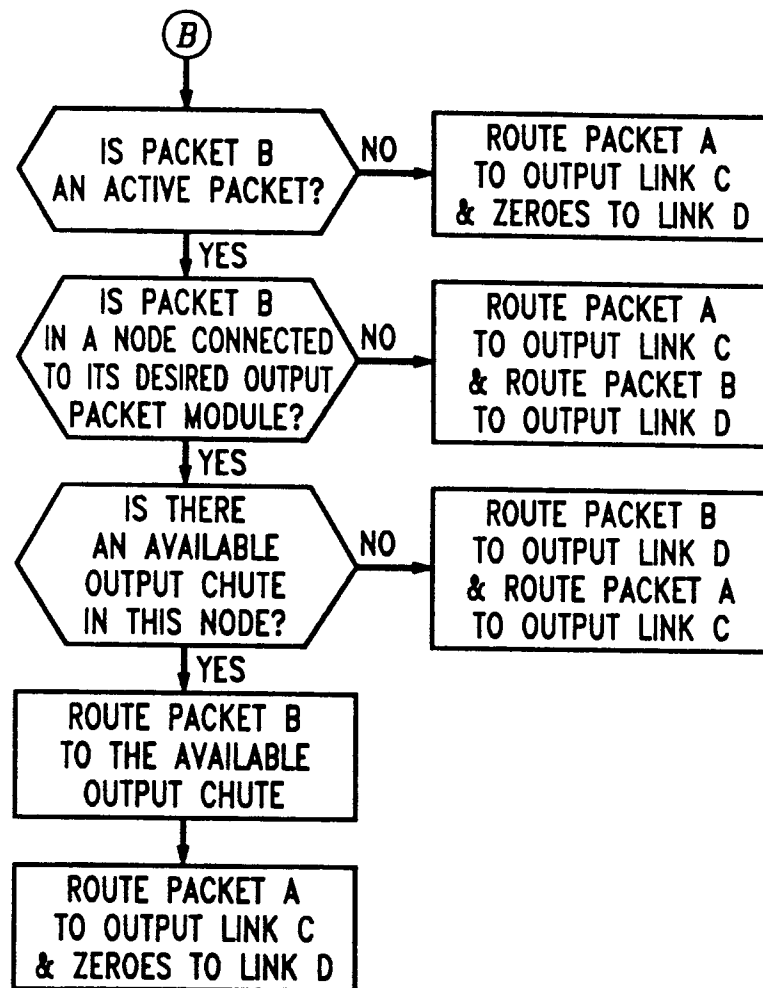 B
IS PACKET B
AN ACTIVE PACKET?
NO
ROUTE PACKET A
TO OUTPUT LINK C
& ZEROES TO LINK D
YES
IS PACKET B
IN A NODE CONNECTED
TO ITS DESIRED OUTPUT
PACKET MODULE?
NO
ROUTE PACKET A
TO OUTPUT LINK C
& ROUTE PACKET B
TO OUTPUT LINK D
YES
IS THERE
AN AVAILABLE
OUTPUT CHUTE
IN THIS NODE?
NO
ROUTE PACKET B
TO OUTPUT LINK D
& ROUTE PACKET A
TO OUTPUT LINK C
YES
ROUTE PACKET B
TO THE AVAILABLE
OUTPUT CHUTE
ROUTE PACKET A
TO OUTPUT LINK C
& ZEROES TO LINK D